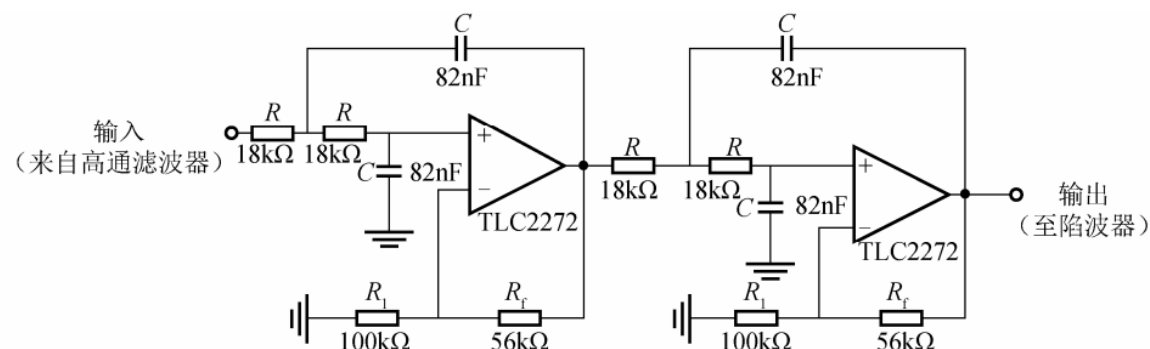 C
82nF
C
82nF
输入
（来自高通滤波器）
R
18kΩ
R
18kΩ
C
82nF
+
−
TLC2272
R
18kΩ
R
18kΩ
C
82nF
+
−
TLC2272
输出
（至陷波器）
R1
100kΩ
Rf
56kΩ
R1
100kΩ
Rf
56kΩ